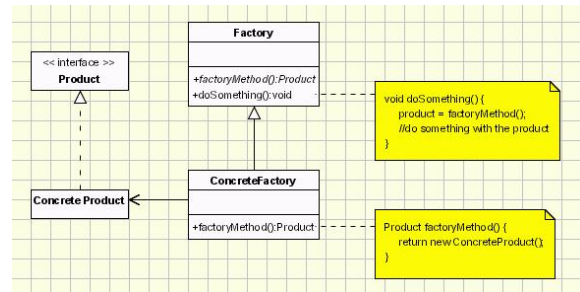 Factory
<< interface >>
Product
+factoryMethod():Product
+doSomething():void
void doSomething() {
product = factoryMethod();
//do something with the product
}
ConcreteFactory
Concrete Product
+factoryMethod():Product
Product factoryMethod() {
return new ConcreteProduct();
}